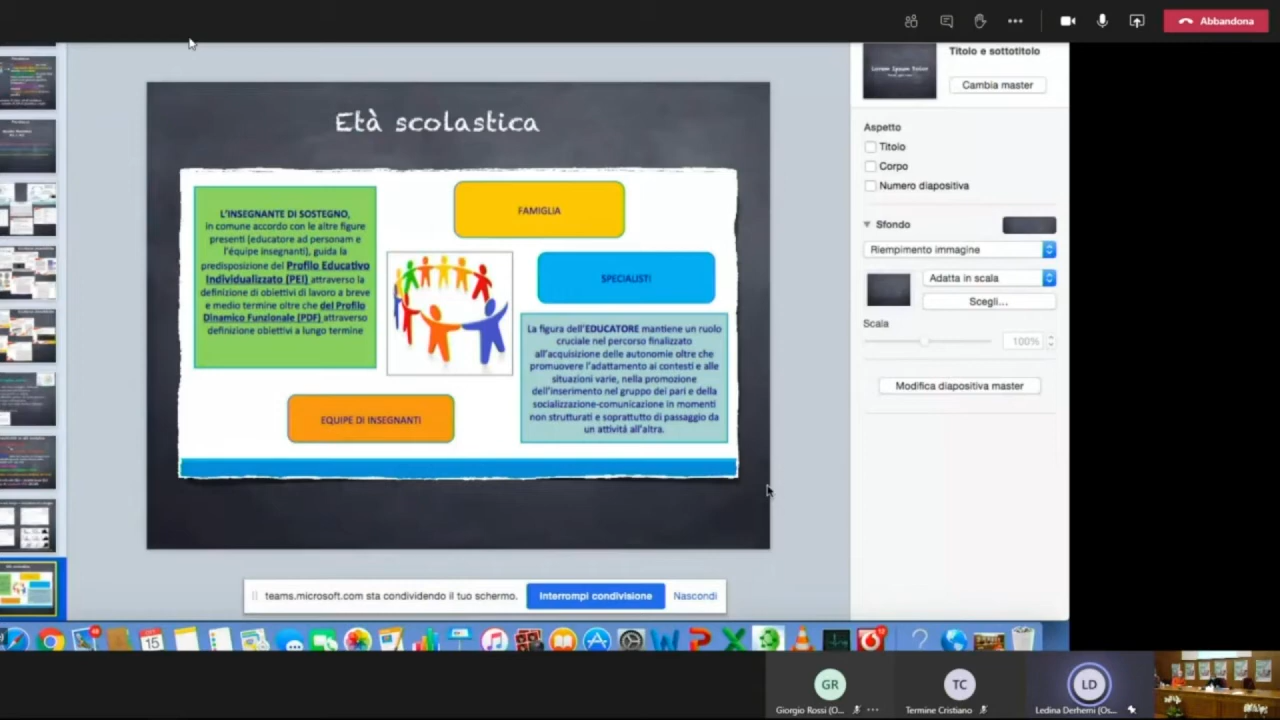 Abbandona
Età scolastica
L'INSEGNANTE DI SOSTEGNO,
in comune accordo con le altre figure
presenti (educatore ad personam e
l'équipe insegnanti), guida la
predisposizione del Profilo Educativo
Individualizzato (PEI) attraverso la
definizione di obiettivi di lavoro a breve
e medio termine oltre che del Profilo
Dinamico Funzionale (PDF) attraverso
definizione obiettivi a lungo termine
FAMIGLIA
SPECIALISTI
La figura dell'EDUCATORE mantiene un ruolo
cruciale nel percorso finalizzato
all'acquisizione delle autonomie oltre che
promuovere l'adattamento ai contesti e alle
situazioni varie, nella promozione
dell'inserimento nel gruppo dei pari e della
socializzazione-comunicazione in momenti
non strutturati e soprattutto di passaggio da
un attività all'altra.
EQUIPE DI INSEGNANTI
Lorem Ipsum Dolor
Titolo e sottotitolo
Cambia master
Aspetto
Titolo
Corpo
Numero diapositiva
Sfondo
Riempimento immagine
Adatta in scala
Scegli...
Scala
100%
Modifica diapositiva master
teams.microsoft.com sta condividendo il tuo schermo.
Interrompi condivisione
Nascondi
15
GR
TC
LD
Giorgio Rossi (O...
Termine Cristiano
Ledina Derhemi (Os...